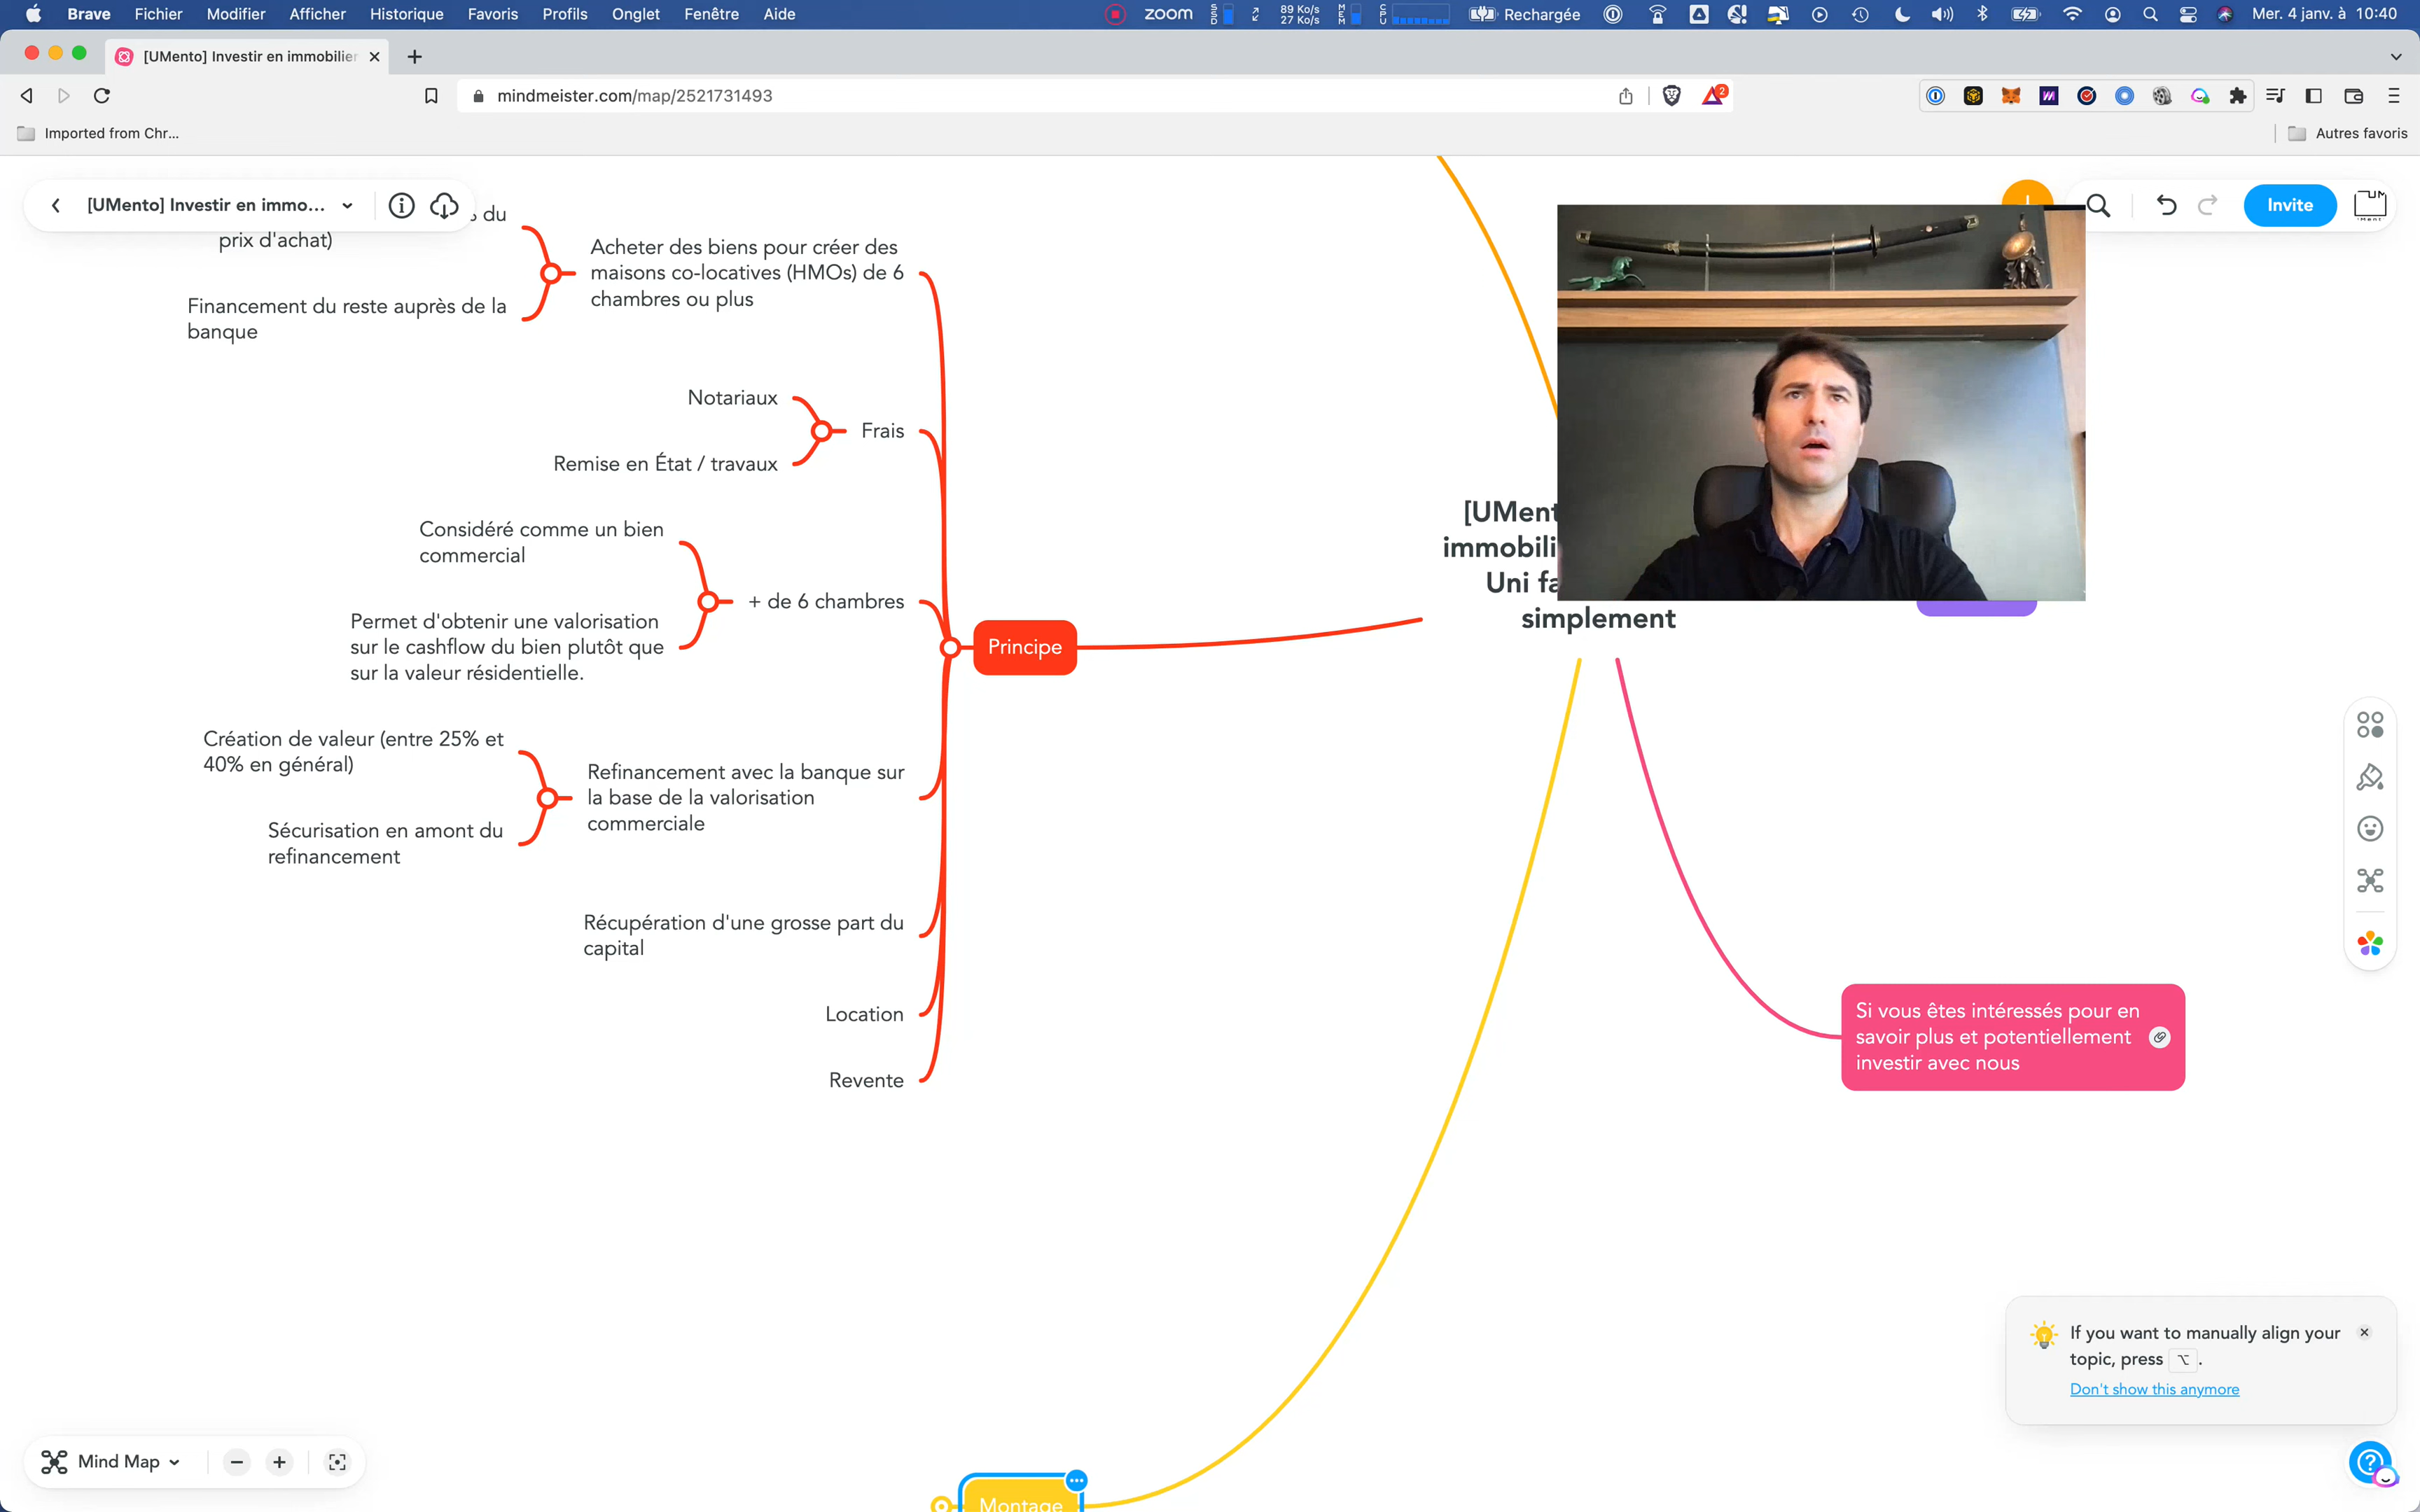 Brave Fichier Modifier Afficher Historique Favoris Profils Onglet Fenêtre Aide
zoom 89 Ko/s 27 Ko/s Rechargée Mer. 4 janv. à 10:40
[UMento] Investir en immobilier
mindmeister.com/map/2521731493
2
Imported from Chr...
Autres favoris
[UMento] Investir en immo...
Invite
du
prix d'achat)
Financement du reste auprès de la
banque
Acheter des biens pour créer des
maisons co-locatives (HMOs) de 6
chambres ou plus
Notariaux
Remise en État / travaux
Frais
Considéré comme un bien
commercial
Permet d'obtenir une valorisation
sur le cashflow du bien plutôt que
sur la valeur résidentielle.
+ de 6 chambres
Principe
Création de valeur (entre 25% et
40% en général)
Sécurisation en amont du
refinancement
Refinancement avec la banque sur
la base de la valorisation
commerciale
Récupération d'une grosse part du
capital
Location
Revente
[UMent
immobili
Uni fa
simplement
Si vous êtes intéressés pour en
savoir plus et potentiellement
investir avec nous
If you want to manually align your
topic, press ⌥.
Don't show this anymore
Mind Map
Montage